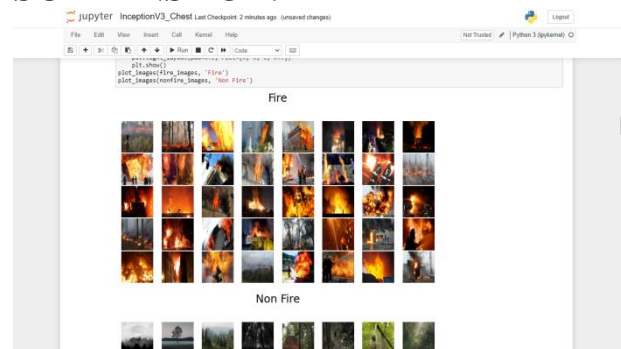 jupyter InceptionV3_Chest Last Checkpoint: 2 minutes ago (unsaved changes)
Logout
File Edit View Insert Cell Kernel Help
Not Trusted Python 3 (ipykernel)
Run Code
plt.show()
plot_images(fire_images, 'Fire')
plot_images(nonfire_images, 'Non Fire')
Fire
Non Fire